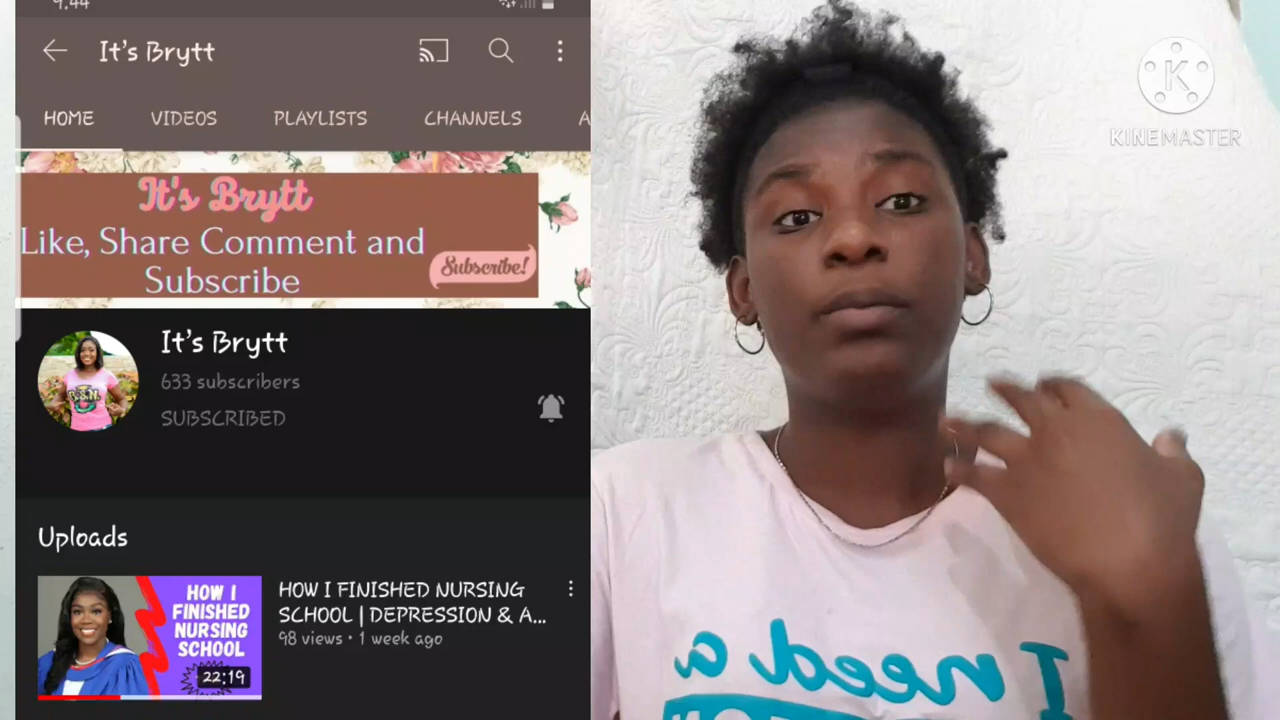 9:44
It's Brytt
HOME VIDEOS PLAYLISTS CHANNELS A
It's Brytt
Like, Share Comment and
Subscribe
Subscribe!
It's Brytt
633 subscribers
SUBSCRIBED
B.S.N.
Uploads
HOW I
FINISHED
NURSING
SCHOOL
22:19
HOW I FINISHED NURSING
SCHOOL | DEPRESSION & A...
98 views • 1 week ago
K
KINEMASTER
I need a